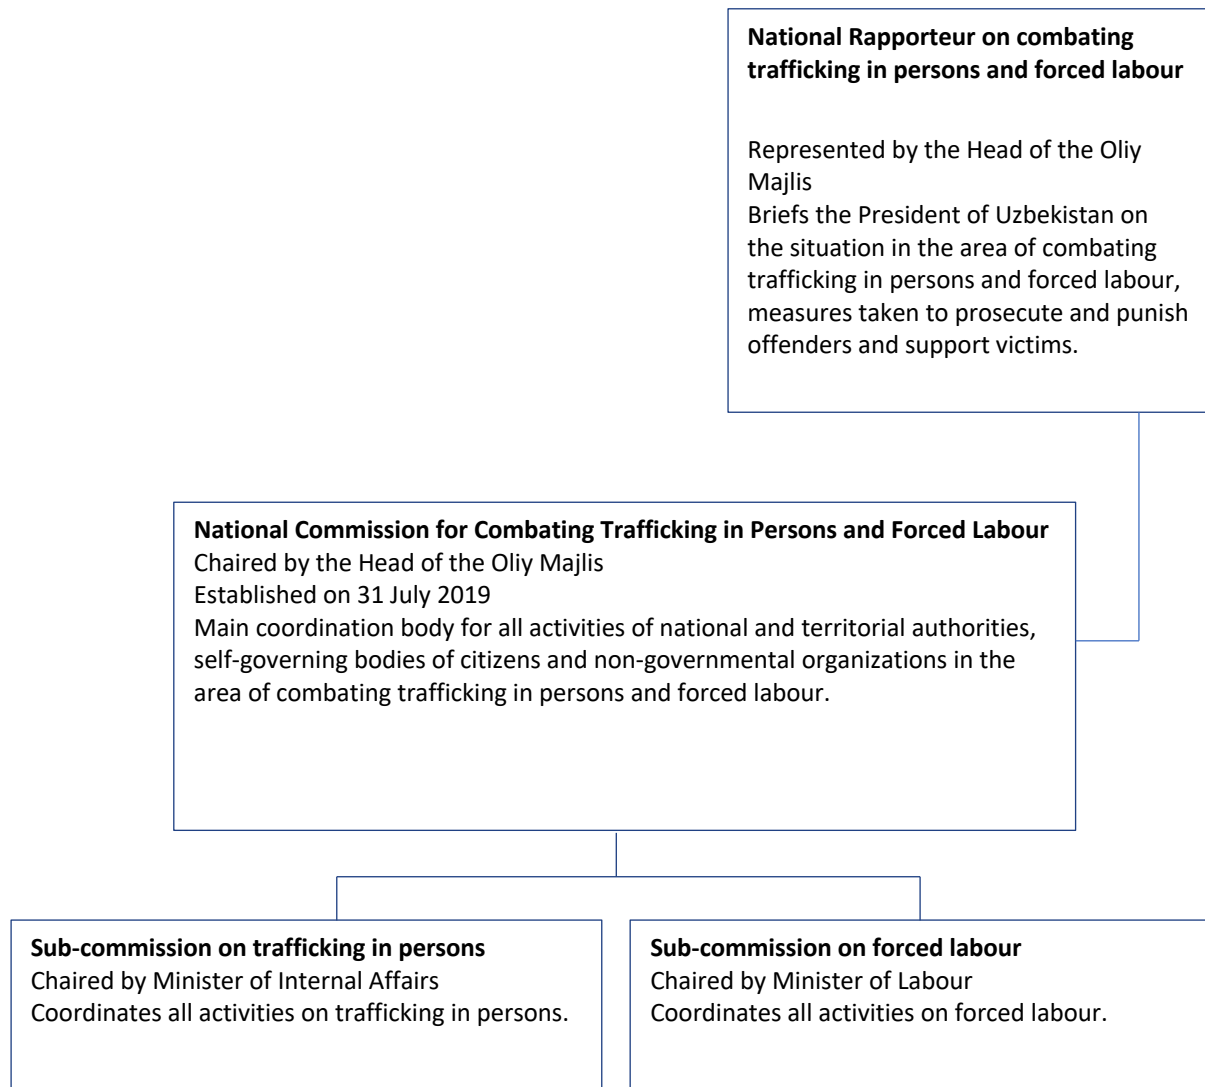 National Rapporteur on combating
trafficking in persons and forced labour
Represented by the Head of the Oliy
Majlis
Briefs the President of Uzbekistan on
the situation in the area of combating
trafficking in persons and forced labour,
measures taken to prosecute and punish
offenders and support victims.
National Commission for Combating Trafficking in Persons and Forced Labour
Chaired by the Head of the Oliy Majlis
Established on 31 July 2019
Main coordination body for all activities of national and territorial authorities,
self-governing bodies of citizens and non-governmental organizations in the
area of combating trafficking in persons and forced labour.
Sub-commission on trafficking in persons
Chaired by Minister of Internal Affairs
Coordinates all activities on trafficking in persons.
Sub-commission on forced labour
Chaired by Minister of Labour
Coordinates all activities on forced labour.